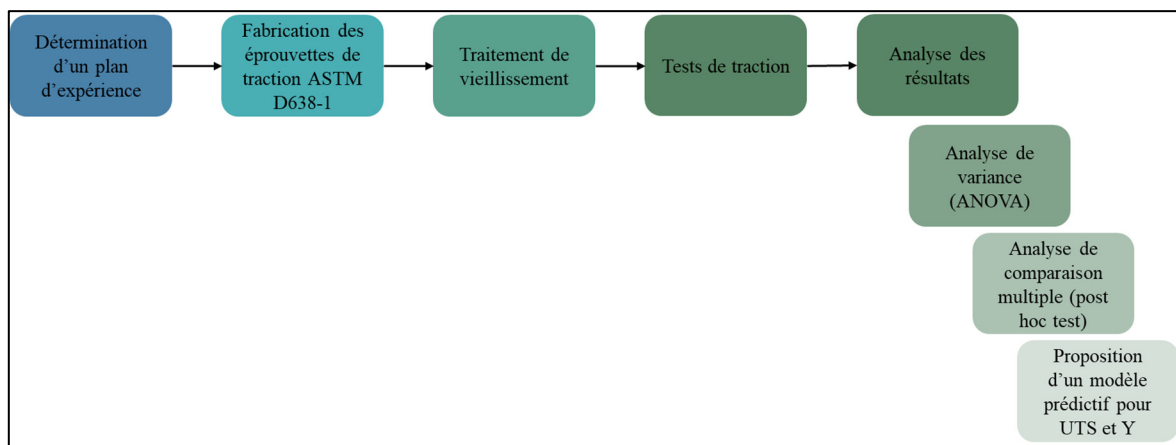 Détermination
d’un plan
d’expérience
Fabrication des
éprouvettes de
traction ASTM
D638-1
Traitement de
vieillissement
Tests de traction
Analyse des
résultats
Analyse de
variance
(ANOVA)
Analyse de
comparaison
multiple (post
hoc test)
Proposition
d’un modèle
prédictif pour
UTS et Y